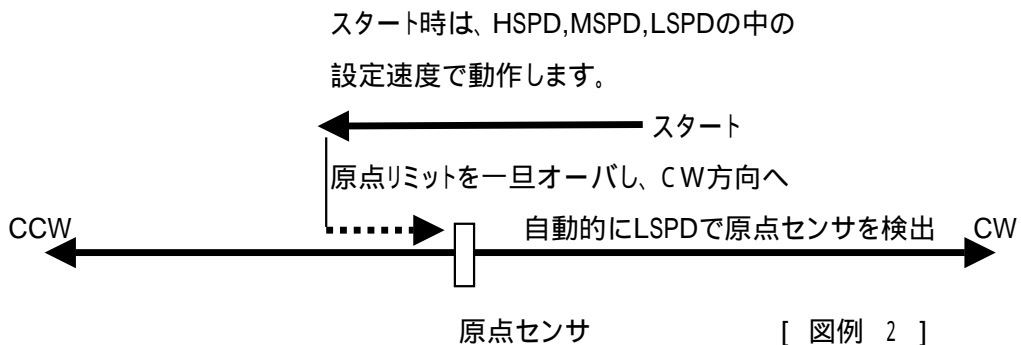 スタート時は、HSPD,MSPD,LSPDの中の
設定速度で動作します。
スタート
原点リミットを一旦オーバし、CW方向へ
CCW
自動的にLSPDで原点センサを検出
CW
原点センサ
[ 図例 2 ]